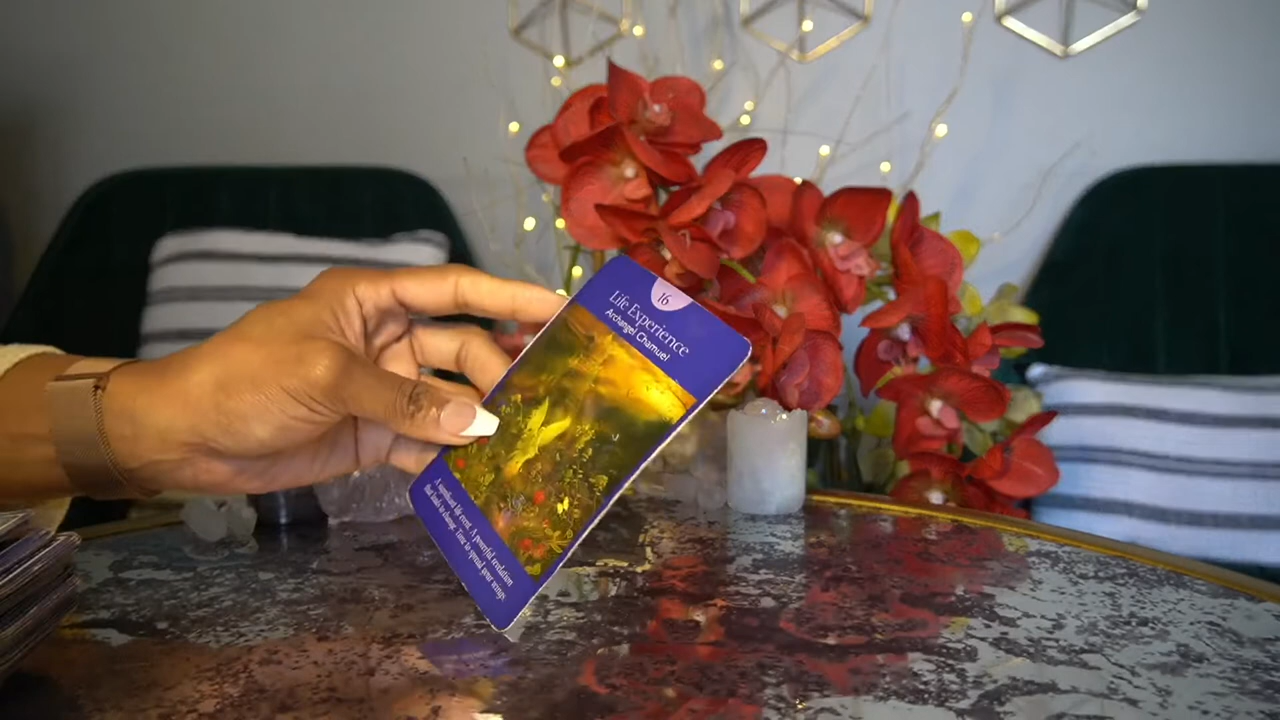 16
Life Experience
Archangel Chamuel
A significant life event. A powerful revelation
that leads to change. Time to spread your wings